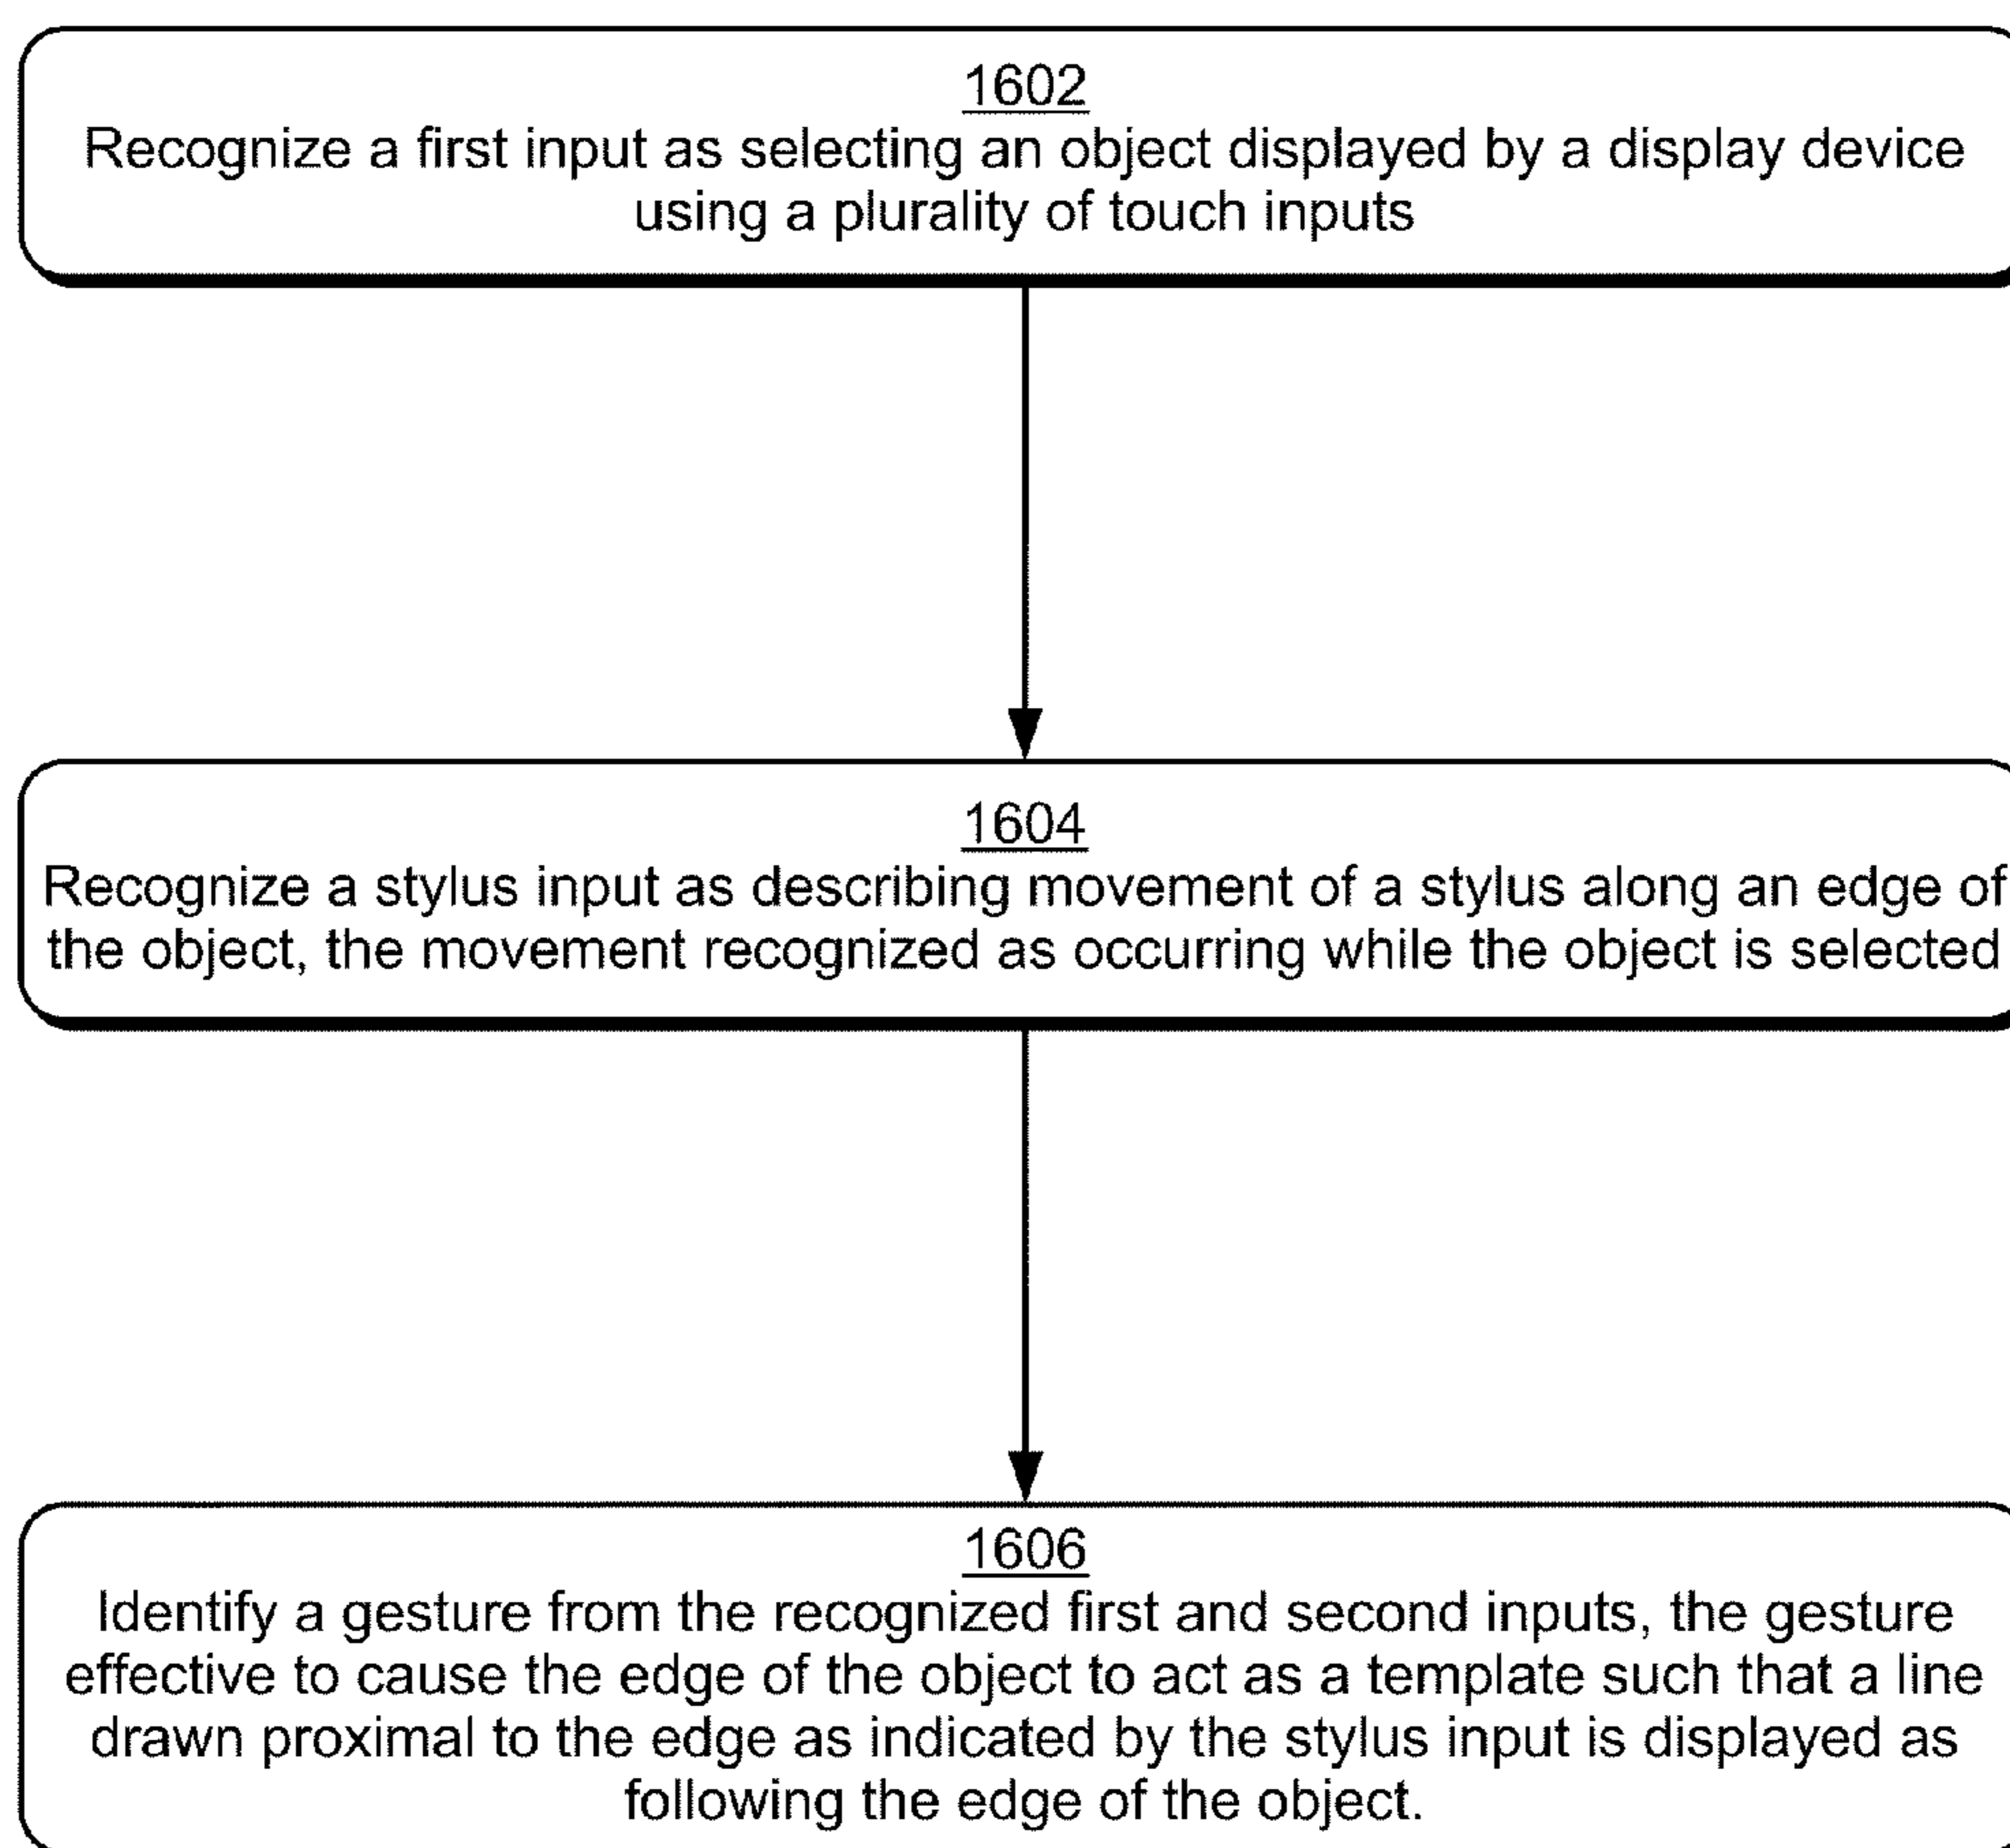 1602
Recognize a first input as selecting an object displayed by a display device
using a plurality of touch inputs
1604
Recognize a stylus input as describing movement of a stylus along an edge of
the object, the movement recognized as occurring while the object is selected
1606
Identify a gesture from the recognized first and second inputs, the gesture
effective to cause the edge of the object to act as a template such that a line
drawn proximal to the edge as indicated by the stylus input is displayed as
following the edge of the object.